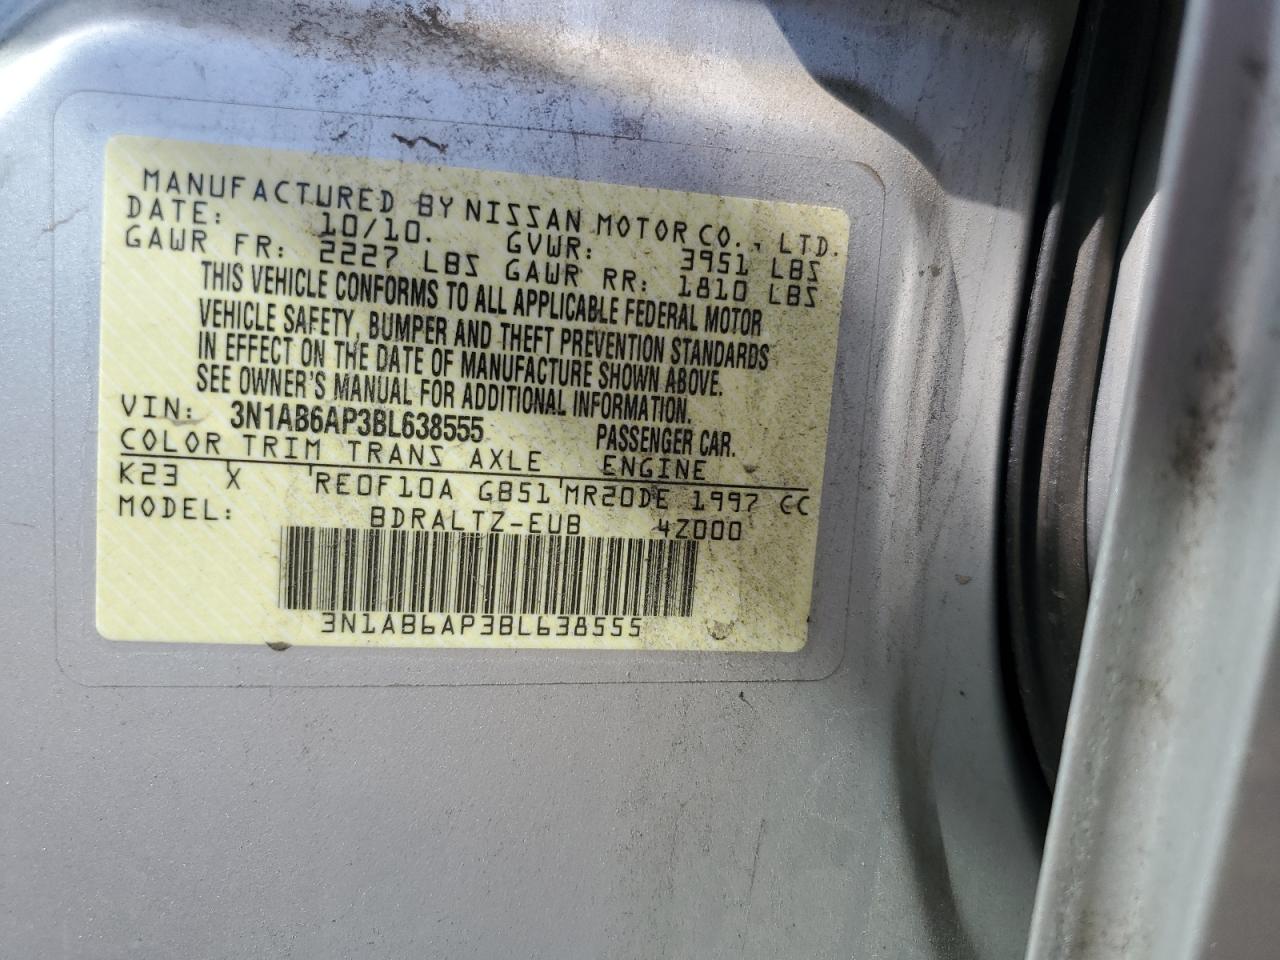 MANUFACTURED BY NISSAN MOTOR CO., LTD.
DATE: 10/10. GVWR: 3951 LBS
GAWR FR: 2227 LBS GAWR RR: 1810 LBS
THIS VEHICLE CONFORMS TO ALL APPLICABLE FEDERAL MOTOR
VEHICLE SAFETY, BUMPER AND THEFT PREVENTION STANDARDS
IN EFFECT ON THE DATE OF MANUFACTURE SHOWN ABOVE.
SEE OWNER'S MANUAL FOR ADDITIONAL INFORMATION.
VIN: 3N1AB6AP3BL638555 PASSENGER CAR.
COLOR TRIM TRANS AXLE ENGINE
K23 X RE0F10A GB51 MR20DE 1997 CC
MODEL: BDRALTZ-EUB 4Z000
3N1AB6AP3BL638555